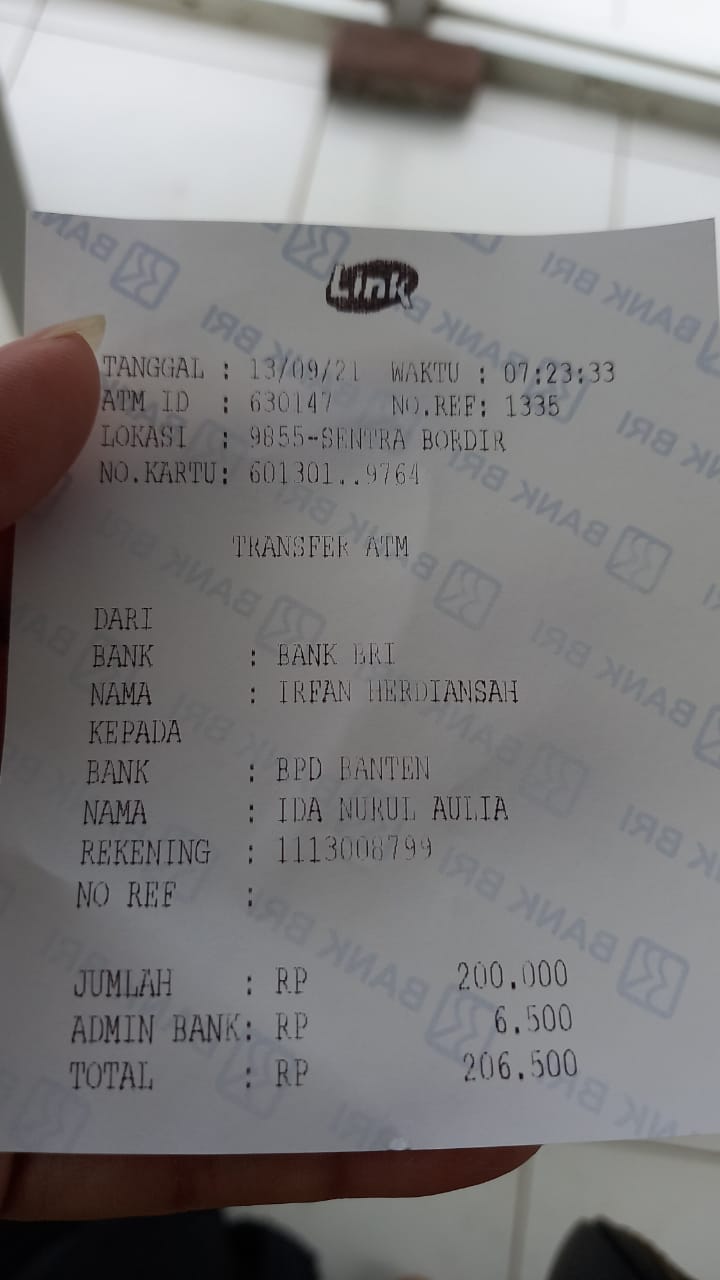 Link
TANGGAL : 13/09/21 WAKTU : 07:23:33
ATM ID : 630147 NO.REF: 1335
LOKASI : 9855-SENTRA BORDIR
NO.KARTU: 601301..9764
TRANSFER ATM
DARI
BANK : BANK BRI
NAMA : IRFAN HERDIANSAH
KEPADA
BANK : BPD BANTEN
NAMA : IDA NURUL AULIA
REKENING : 1113008799
NO REF :
JUMLAH : RP 200.000
ADMIN BANK: RP 6.500
TOTAL : RP 206.500
BANK BRI